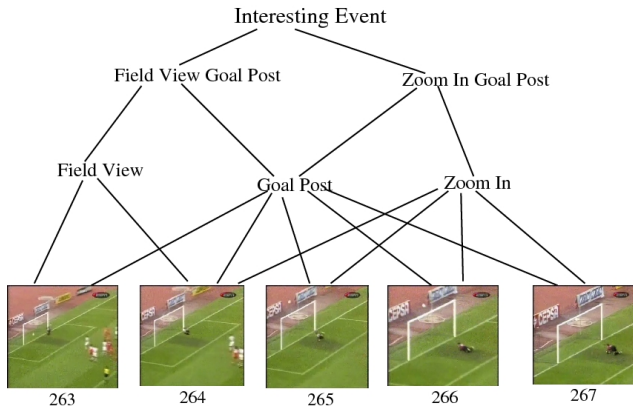 Interesting Event
Field View Goal Post
Zoom In Goal Post
Field View
Goal Post
Zoom In
263
264
265
266
267